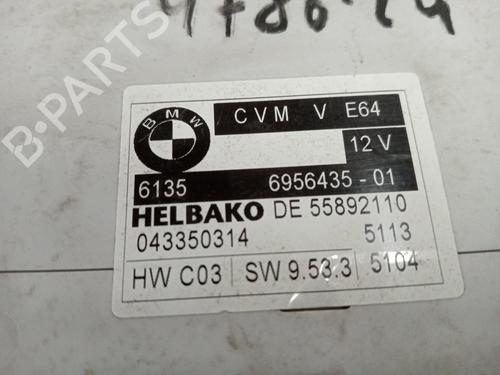 BMW
CVM V E64
12 V
6135 6956435 - 01
HELBAKO DE 55892110
043350314 5113
HW C03 SW 9.53.3 5104
B-PARTS